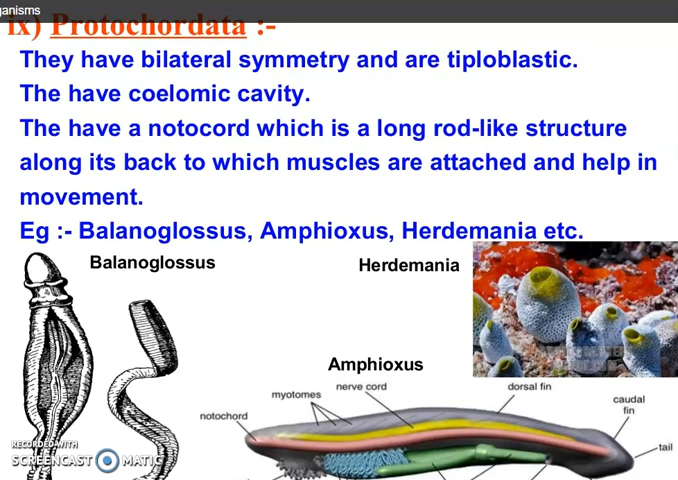 ganisms
ix) Protochordata :-
They have bilateral symmetry and are tiploblastic.
The have coelomic cavity.
The have a notocord which is a long rod-like structure
along its back to which muscles are attached and help in
movement.
Eg :- Balanoglossus, Amphioxus, Herdemania etc.
Balanoglossus
Herdemania
Amphioxus
nerve cord
dorsal fin
myotomes
caudal
fin
notochord
tail
RECORDED WITH
SCREENCAST MATIC